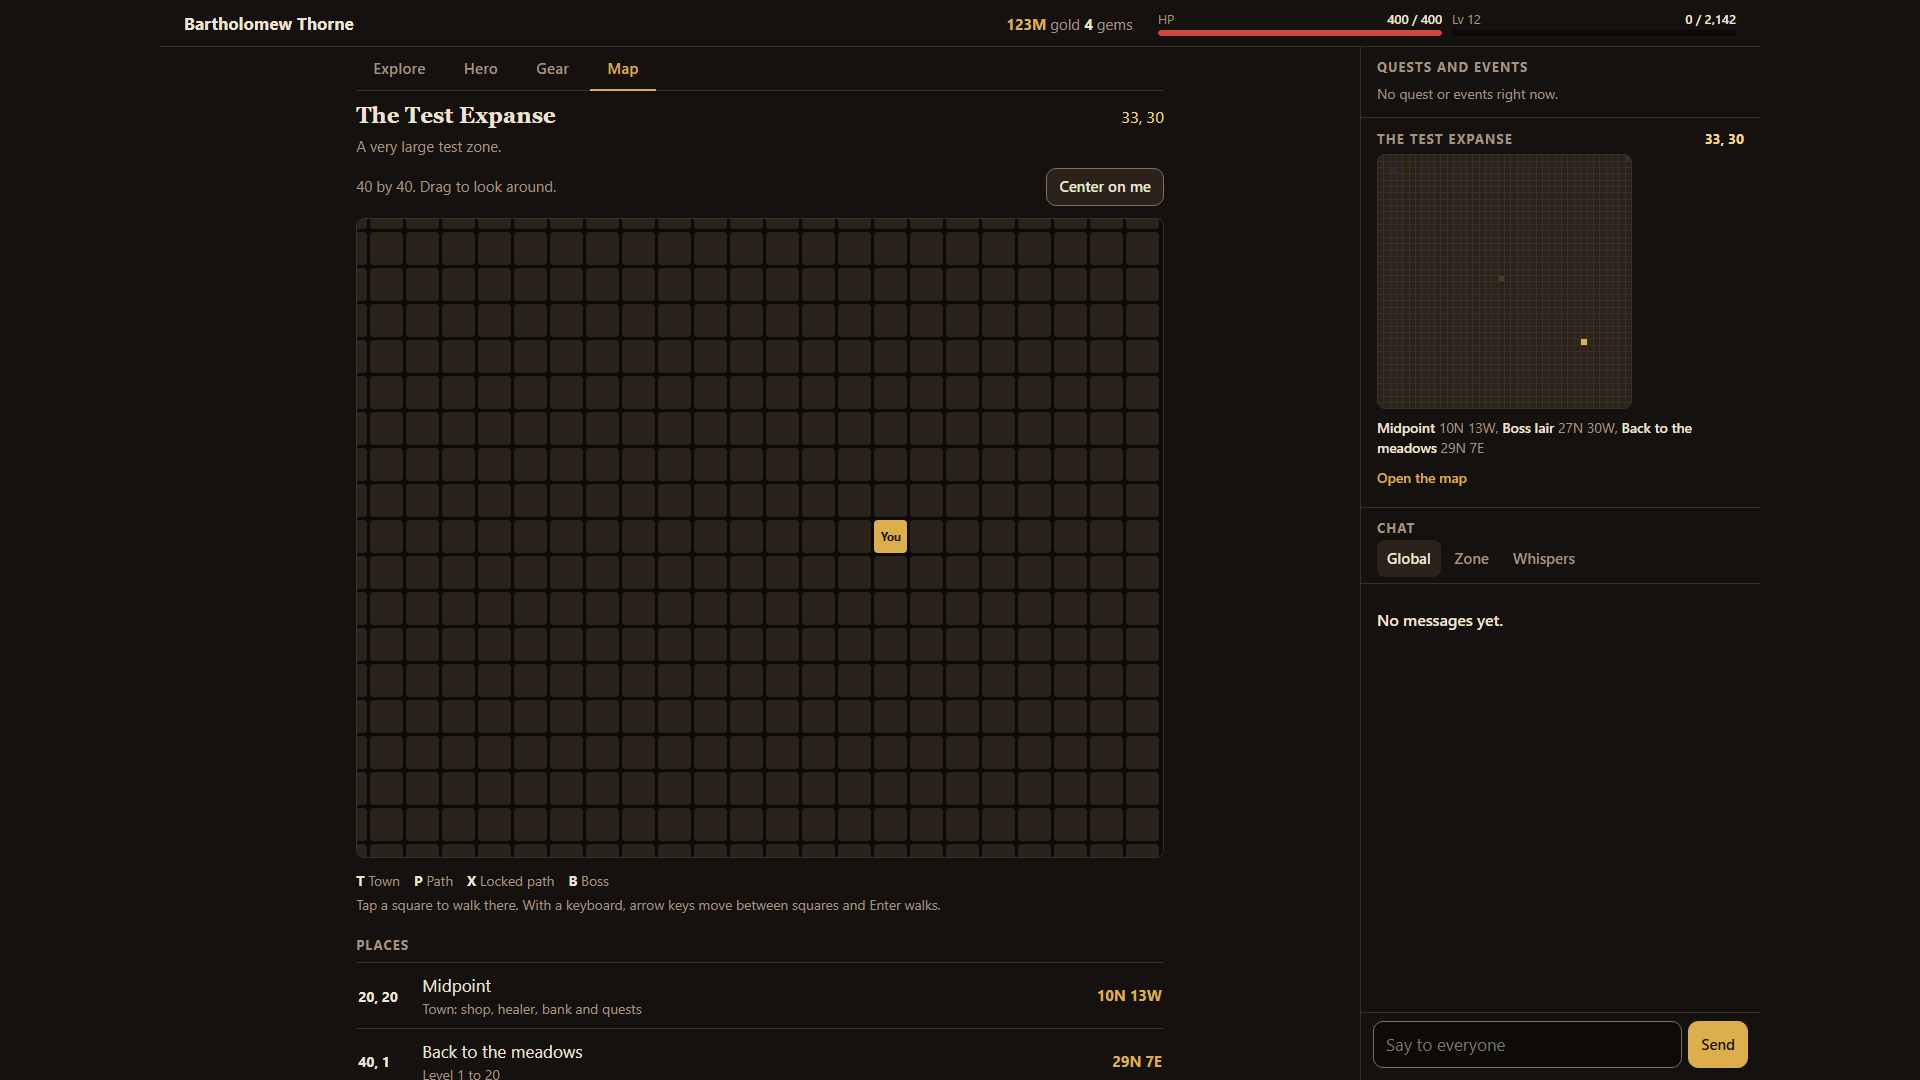 Bartholomew Thorne
123M gold 4 gems
HP 400 / 400
Lv 12 0 / 2,142
Explore Hero Gear Map
The Test Expanse
33, 30
A very large test zone.
40 by 40. Drag to look around.
Center on me
You
T Town P Path X Locked path B Boss
Tap a square to walk there. With a keyboard, arrow keys move between squares and Enter walks.
PLACES
20, 20
Midpoint
Town: shop, healer, bank and quests
10N 13W
40, 1
Back to the meadows
Level 1 to 20
29N 7E
QUESTS AND EVENTS
No quest or events right now.
THE TEST EXPANSE 33, 30
Midpoint 10N 13W, Boss lair 27N 30W, Back to the
meadows 29N 7E
Open the map
CHAT
Global Zone Whispers
No messages yet.
Say to everyone
Send